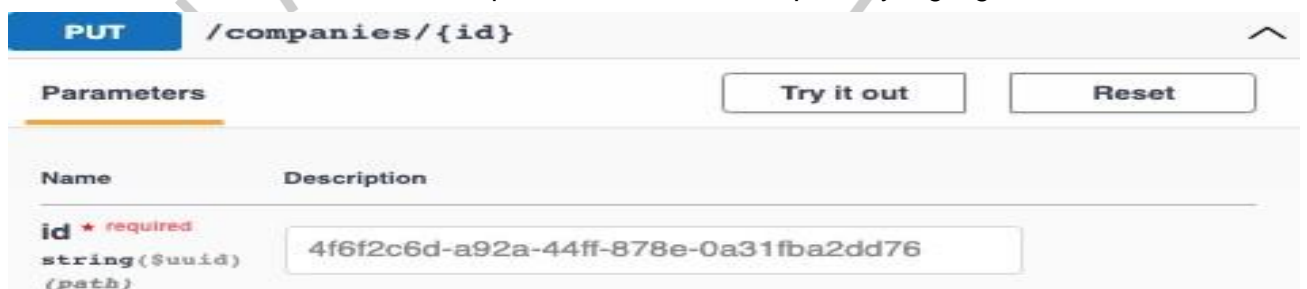 PUT /companies/{id}
Parameters Try it out Reset
Name Description
id * required
4f6f2c6d-a92a-44ff-878e-0a31fba2dd76
string($uuid)
(path)